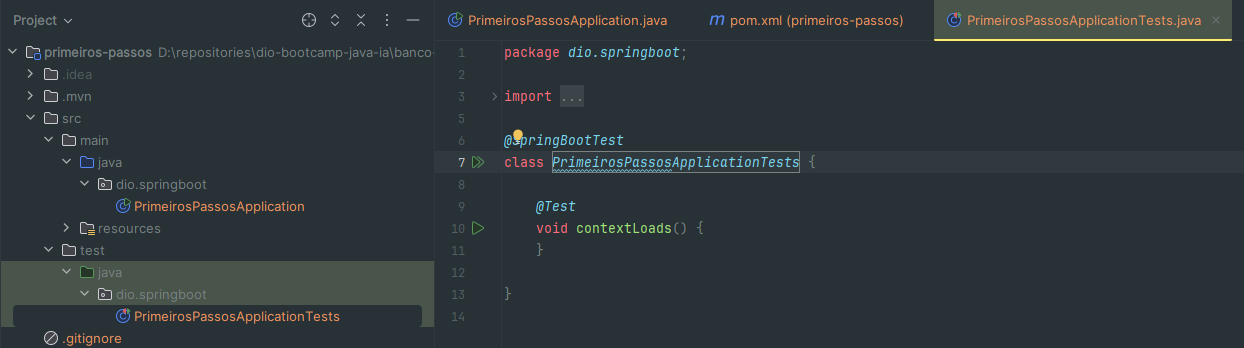 Project
primeiros-passos D:\repositories\dio-bootcamp-java-ia\banco-
.idea
.mvn
src
main
java
dio.springboot
PrimeirosPassosApplication
resources
test
java
dio.springboot
PrimeirosPassosApplicationTests
.gitignore
PrimeirosPassosApplication.java
pom.xml (primeiros-passos)
PrimeirosPassosApplicationTests.java
1 package dio.springboot;
2
3 import ...
5
6 @SpringBootTest
7 class PrimeirosPassosApplicationTests {
8
9 @Test
10 void contextLoads() {
11 }
12
13 }
14